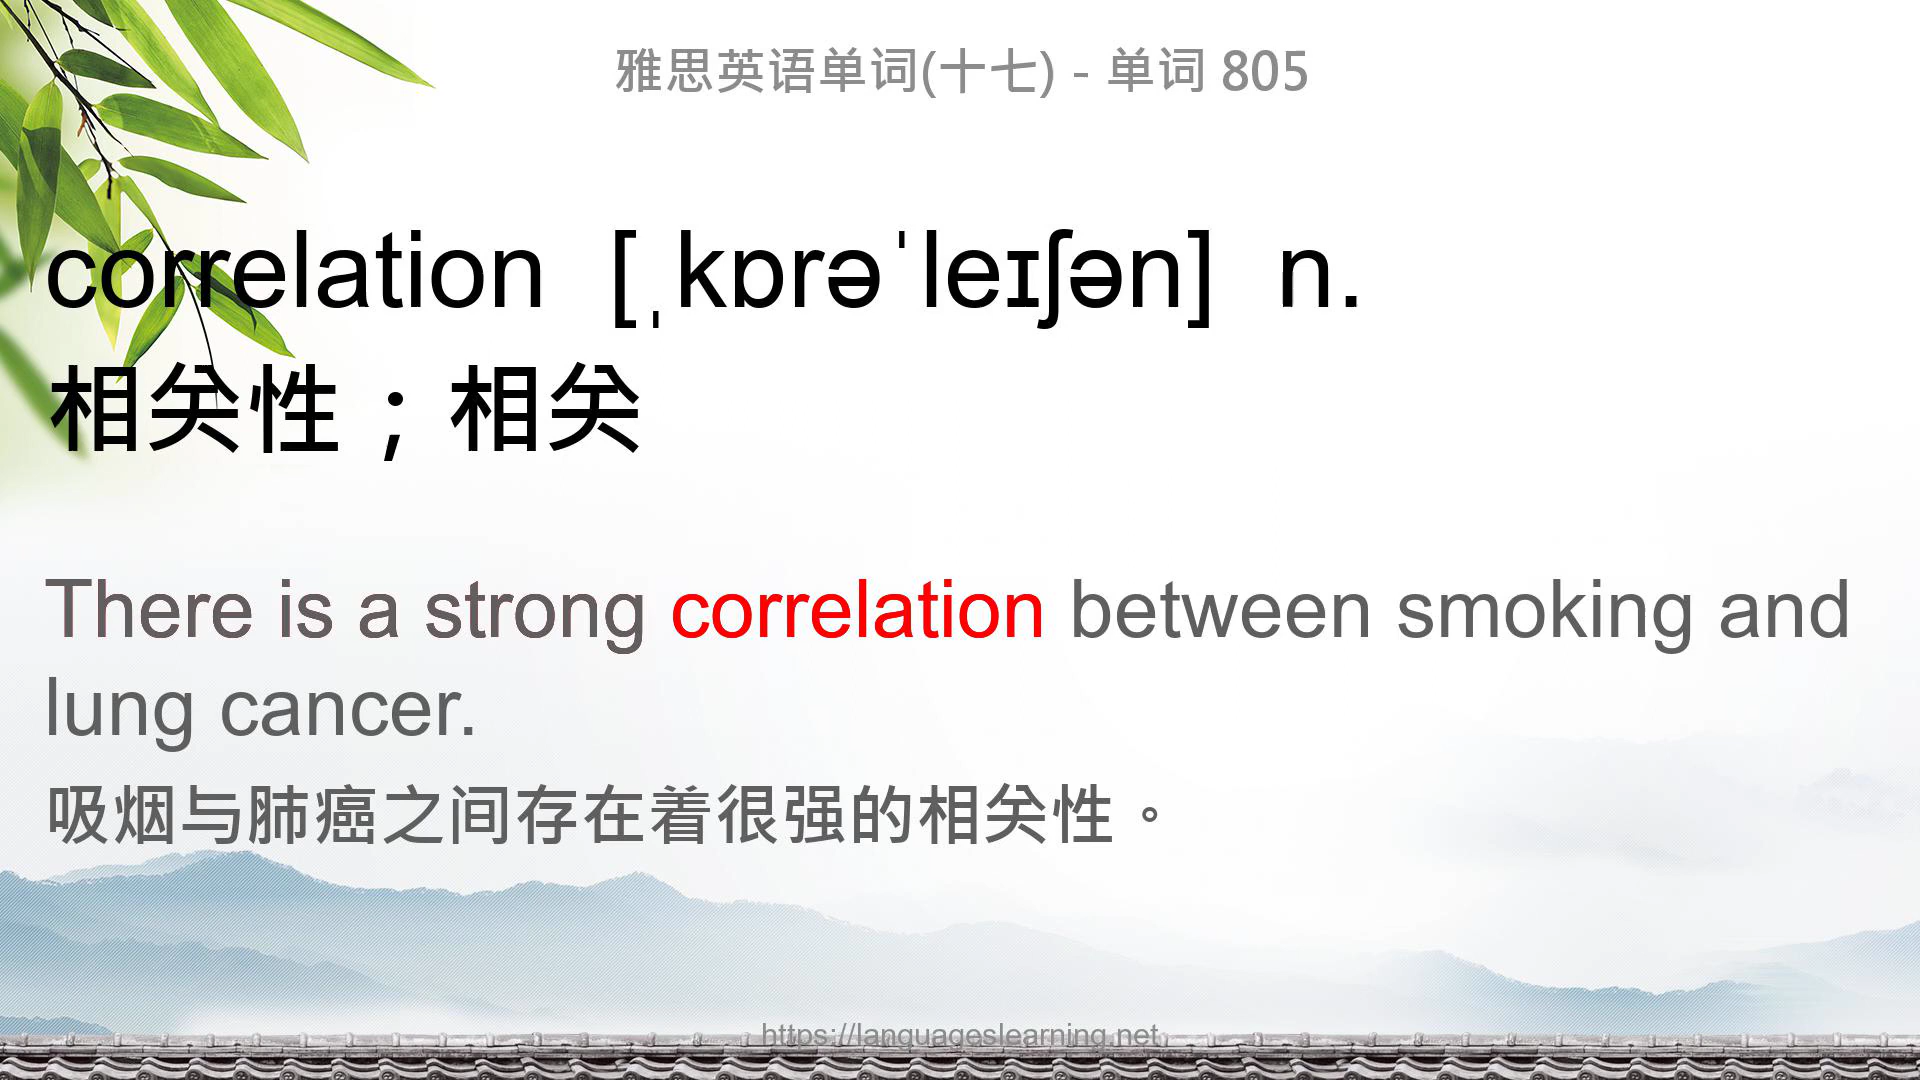 雅思英语单词(十七) - 单词 805
correlation [ˌkɒrəˈleɪʃən] n.
相关性；相关
There is a strong correlation between smoking and
lung cancer.
吸烟与肺癌之间存在着很强的相关性。
https://languageslearning.net